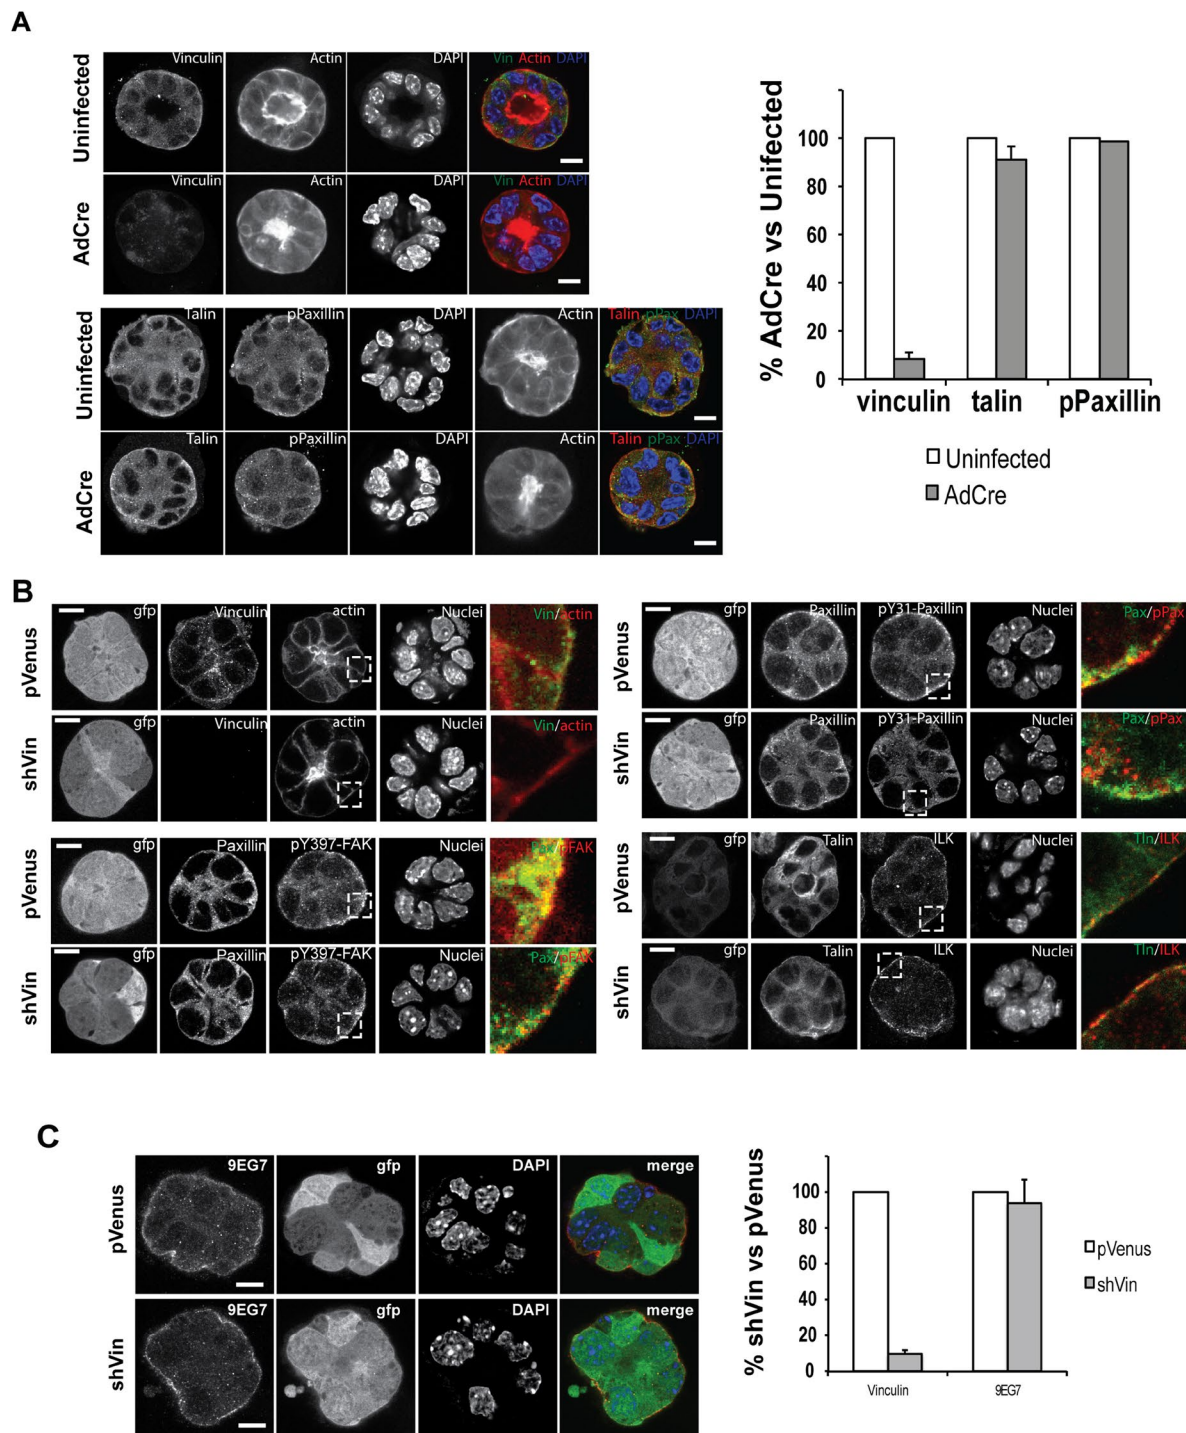 A
Uninfected
Vinculin Actin DAPI Vin Actin DAPI
AdCre
Vinculin Actin DAPI Vin Actin DAPI
Uninfected
Talin pPaxillin DAPI Actin Talin pPax DAPI
AdCre
Talin pPaxillin DAPI Actin Talin pPax DAPI
% AdCre vs Unifected
100
80
60
40
20
0
vinculin talin pPaxillin
Uninfected
AdCre
B
pVenus
gfp Vinculin actin Nuclei Vin/actin
shVin
gfp Vinculin actin Nuclei Vin/actin
pVenus
gfp Paxillin pY397-FAK Nuclei Pax/pFAK
shVin
gfp Paxillin pY397-FAK Nuclei Pax/pFAK
pVenus
gfp Paxillin pY31-Paxillin Nuclei Pax/pPax
shVin
gfp Paxillin pY31-Paxillin Nuclei Pax/pPax
pVenus
gfp Talin ILK Nuclei Tln/ILK
shVin
gfp Talin ILK Nuclei Tln/ILK
C
pVenus
9EG7 gfp DAPI merge
shVin
9EG7 gfp DAPI merge
% shVin vs pVenus
100
80
60
40
20
0
Vinculin 9EG7
pVenus
shVin